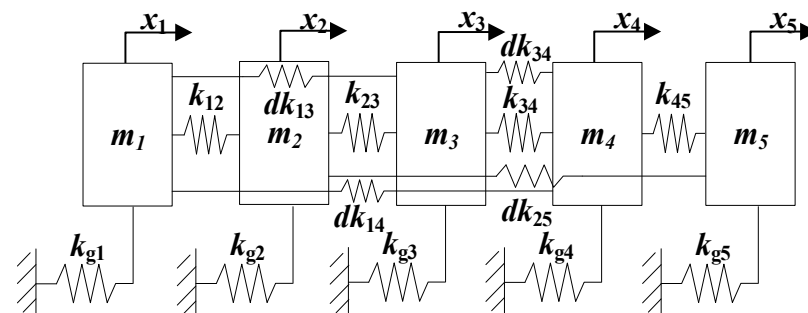 x1 x2 x3 x4 x5
dk34
k12 dk13 k23 k34 k45
m1 m2 m3 m4 m5
dk14 dk25
kg1 kg2 kg3 kg4 kg5